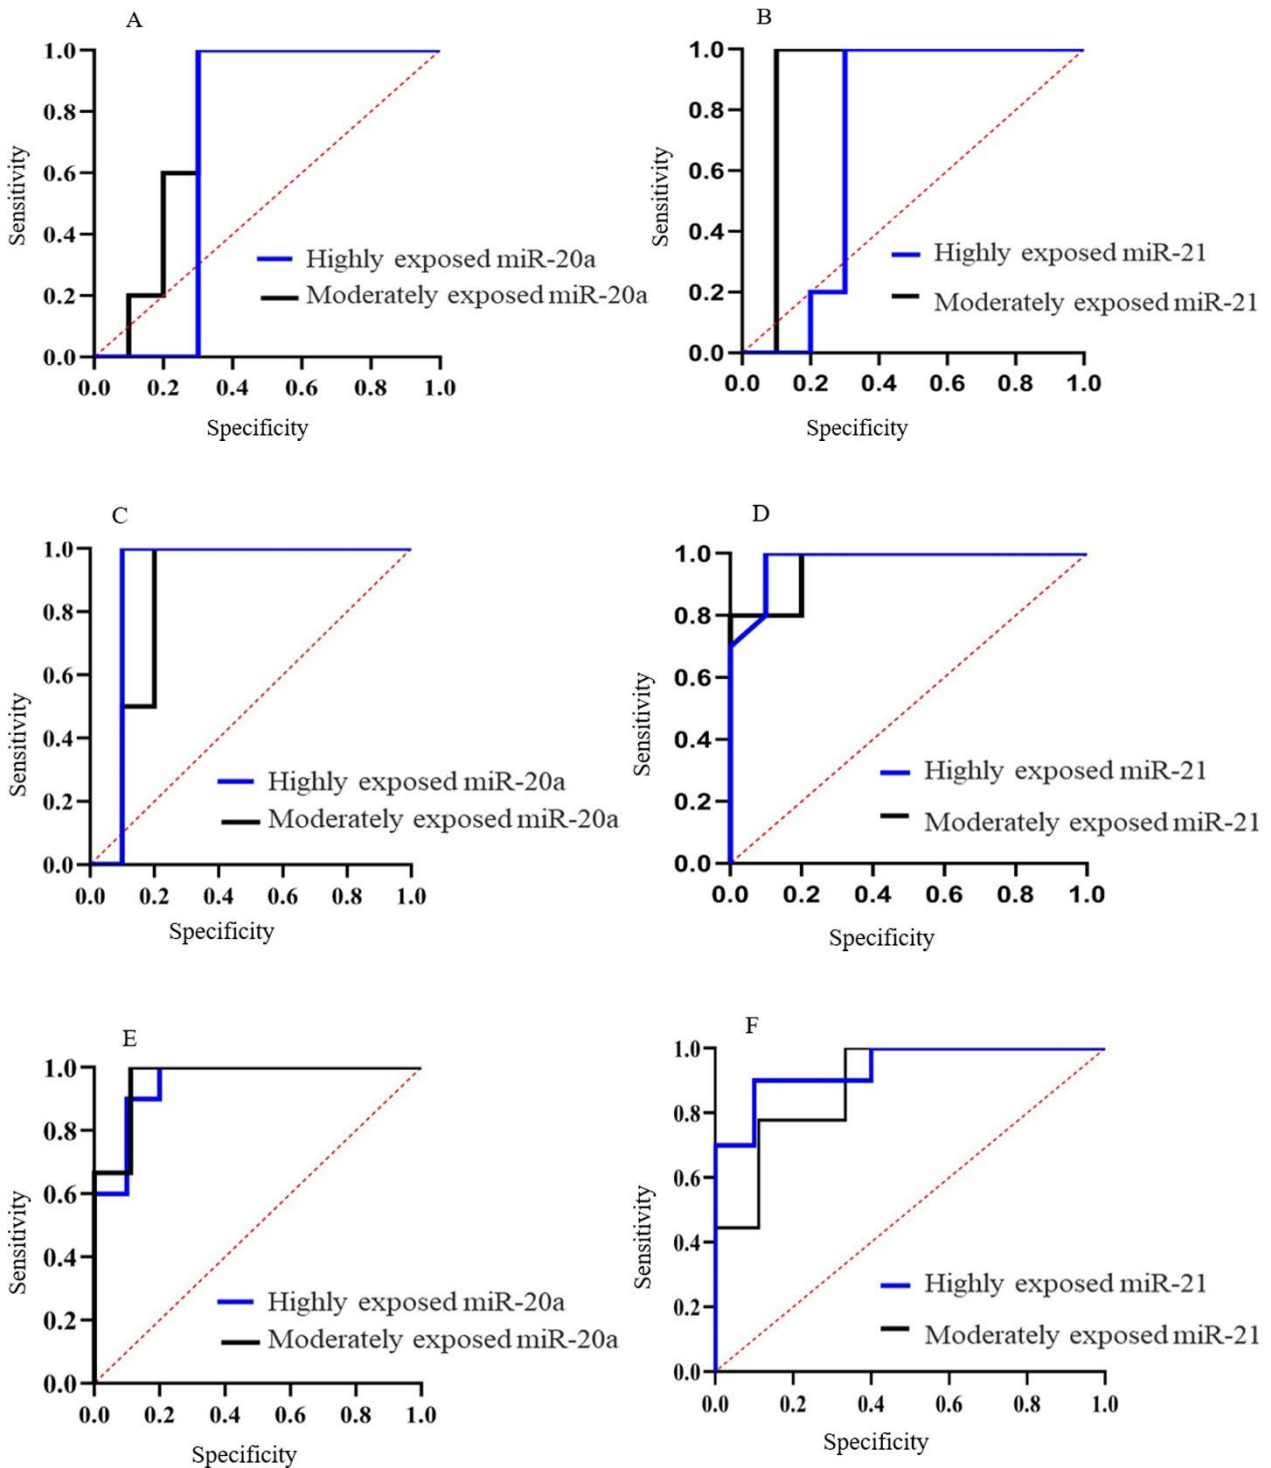 A
1.0
0.8
0.6
0.4
0.2
0.0
Sensitivity
Highly exposed miR-20a
Moderately exposed miR-20a
0.0 0.2 0.4 0.6 0.8 1.0
Specificity
B
1.0
0.8
0.6
0.4
0.2
0.0
Sensitivity
Highly exposed miR-21
Moderately exposed miR-21
0.0 0.2 0.4 0.6 0.8 1.0
Specificity
C
1.0
0.8
0.6
0.4
0.2
0.0
Sensitivity
Highly exposed miR-20a
Moderately exposed miR-20a
0.0 0.2 0.4 0.6 0.8 1.0
Specificity
D
1.0
0.8
0.6
0.4
0.2
0.0
Sensitivity
Highly exposed miR-21
Moderately exposed miR-21
0.0 0.2 0.4 0.6 0.8 1.0
Specificity
E
1.0
0.8
0.6
0.4
0.2
0.0
Sensitivity
Highly exposed miR-20a
Moderately exposed miR-20a
0.0 0.2 0.4 0.6 0.8 1.0
Specificity
F
1.0
0.8
0.6
0.4
0.2
0.0
Sensitivity
Highly exposed miR-21
Moderately exposed miR-21
0.0 0.2 0.4 0.6 0.8 1.0
Specificity